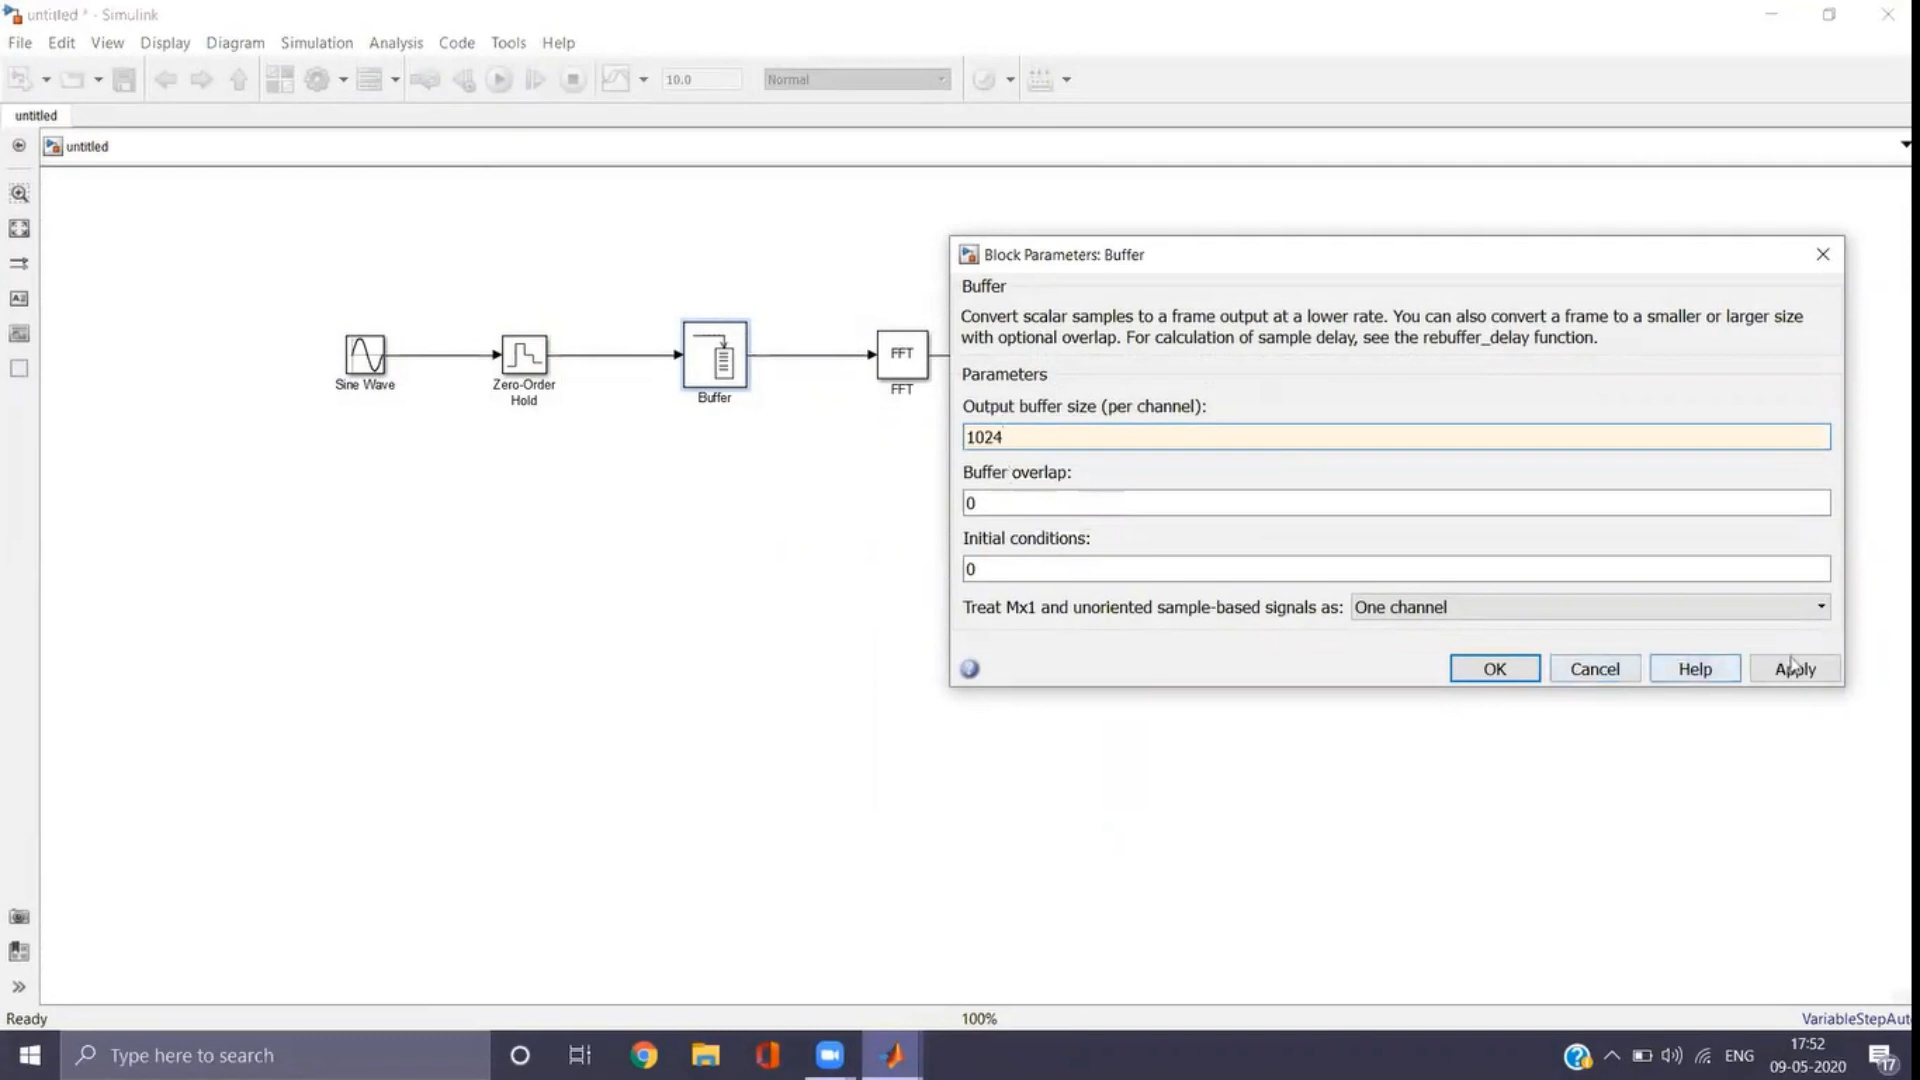 untitled * - Simulink
File Edit View Display Diagram Simulation Analysis Code Tools Help
10.0 Normal
untitled
untitled
Sine Wave
Zero-Order
Hold
Buffer
FFT
FFT
Block Parameters: Buffer
Buffer
Convert scalar samples to a frame output at a lower rate. You can also convert a frame to a smaller or larger size
with optional overlap. For calculation of sample delay, see the rebuffer_delay function.
Parameters
Output buffer size (per channel):
1024
Buffer overlap:
0
Initial conditions:
0
Treat Mx1 and unoriented sample-based signals as: One channel
OK Cancel Help Apply
Ready 100% VariableStepAut
Type here to search
ENG
17:52
09-05-2020
17